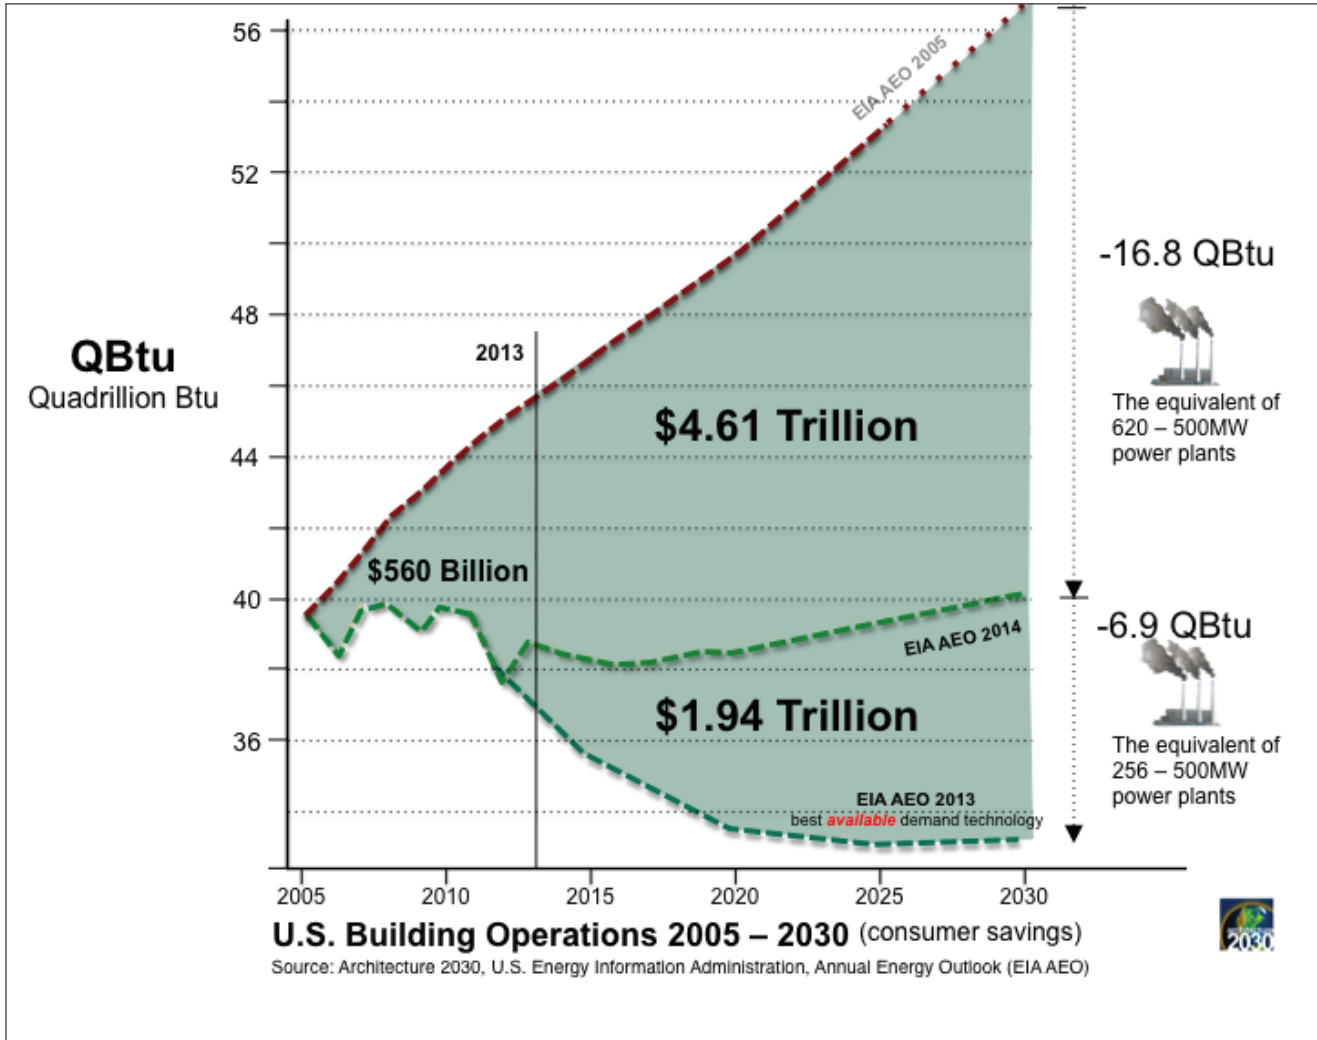 56
52
48
44
40
36
QBtu
Quadrillion Btu
EIA AEO 2005
2013
$4.61 Trillion
$560 Billion
EIA AEO 2014
$1.94 Trillion
EIA AEO 2013
best available demand technology
-16.8 QBtu
The equivalent of
620 – 500MW
power plants
-6.9 QBtu
The equivalent of
256 – 500MW
power plants
2005 2010 2015 2020 2025 2030
U.S. Building Operations 2005 – 2030 (consumer savings)
Source: Architecture 2030, U.S. Energy Information Administration, Annual Energy Outlook (EIA AEO)
2030